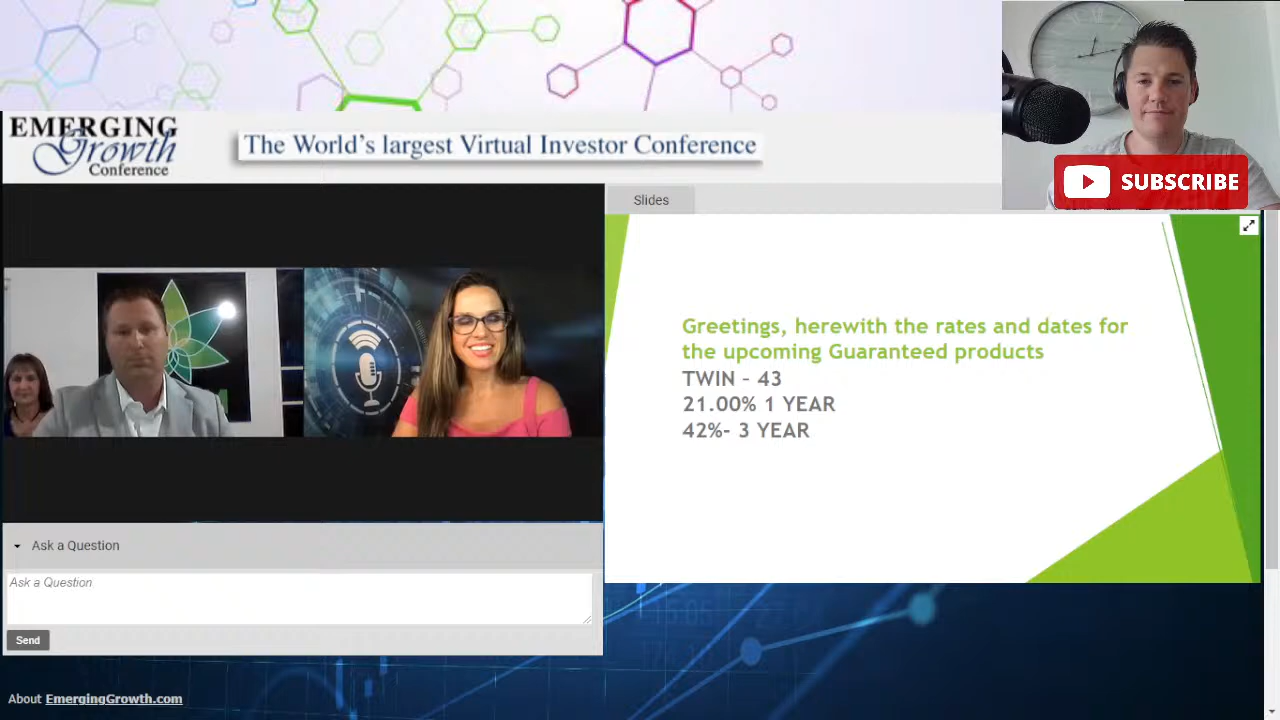 EMERGING
Growth
Conference
The World's largest Virtual Investor Conference
SUBSCRIBE
Slides
Greetings, herewith the rates and dates for
the upcoming Guaranteed products
TWIN – 43
21.00% 1 YEAR
42%- 3 YEAR
Ask a Question
Ask a Question
Send
About EmergingGrowth.com